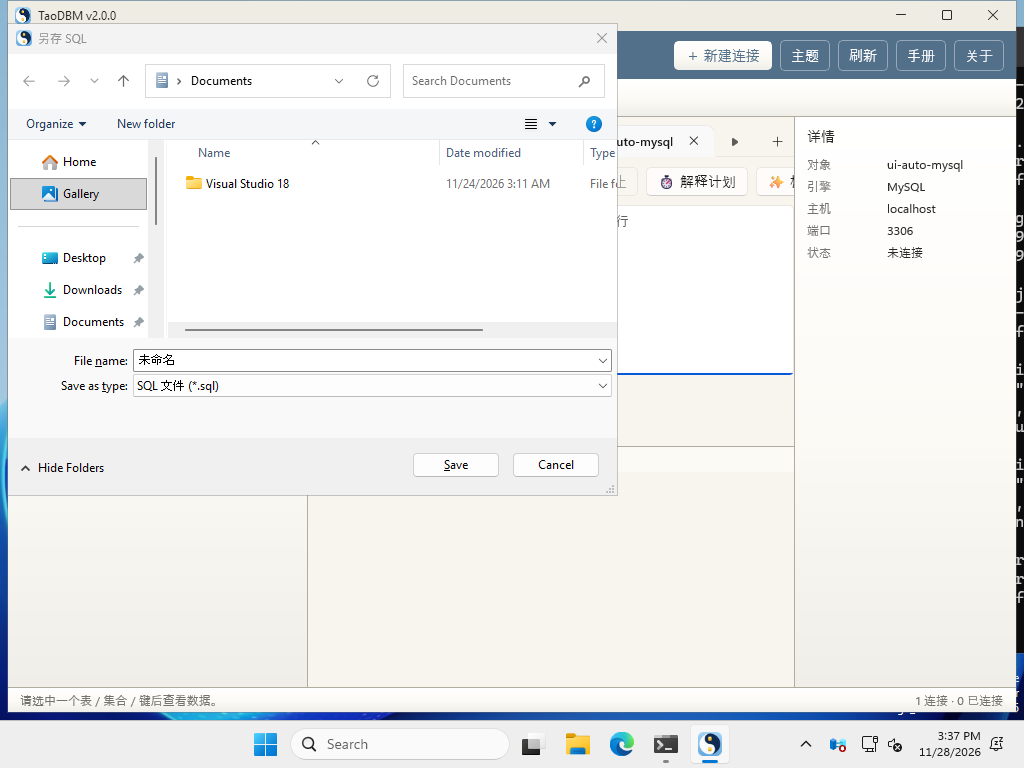 TaoDBM v2.0.0
另存 SQL
+ 新建连接
主题
刷新
手册
关于
Documents
Search Documents
Organize
New folder
Name
Date modified
Type
Home
Gallery
Visual Studio 18
11/24/2026 3:11 AM
File f
Desktop
Downloads
Documents
File name:
未命名
Save as type:
SQL 文件 (*.sql)
Hide Folders
Save
Cancel
uto-mysql
止
解释计划
行
详情
对象
ui-auto-mysql
引擎
MySQL
主机
localhost
端口
3306
状态
未连接
请选中一个表 / 集合 / 键后查看数据。
1 连接 · 0 已连接
Search
3:37 PM
11/28/2026